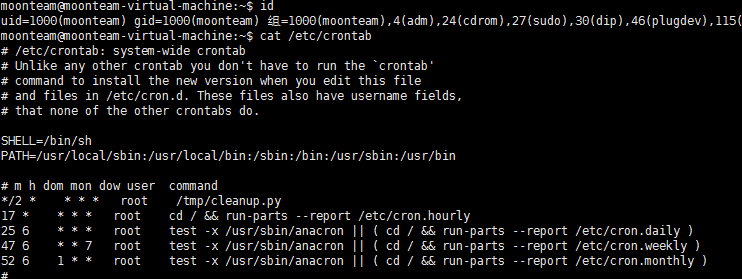 moonteam@moonteam-virtual-machine:~$ id
uid=1000(moonteam) gid=1000(moonteam) 组=1000(moonteam),4(adm),24(cdrom),27(sudo),30(dip),46(plugdev),115(
moonteam@moonteam-virtual-machine:~$ cat /etc/crontab
# /etc/crontab: system-wide crontab
# Unlike any other crontab you don't have to run the `crontab'
# command to install the new version when you edit this file
# and files in /etc/cron.d. These files also have username fields,
# that none of the other crontabs do.
SHELL=/bin/sh
PATH=/usr/local/sbin:/usr/local/bin:/sbin:/bin:/usr/sbin:/usr/bin
# m h dom mon dow user  command
*/2 *   * * *   root    /tmp/cleanup.py
17 *    * * *   root    cd / && run-parts --report /etc/cron.hourly
25 6    * * *   root    test -x /usr/sbin/anacron || ( cd / && run-parts --report /etc/cron.daily )
47 6    * * 7   root    test -x /usr/sbin/anacron || ( cd / && run-parts --report /etc/cron.weekly )
52 6    1 * *   root    test -x /usr/sbin/anacron || ( cd / && run-parts --report /etc/cron.monthly )
#